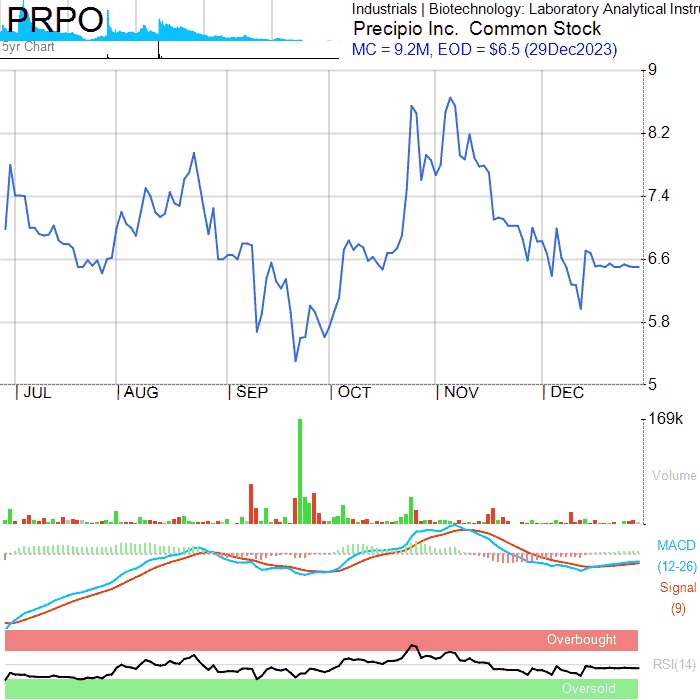 PRPO
5yr Chart
Industrials | Biotechnology: Laboratory Analytical Instru
Precipio Inc. Common Stock
MC = 9.2M, EOD = $6.5 (29Dec2023)
9
8.2
7.4
6.6
5.8
5
| JUL | AUG | SEP | OCT | NOV | DEC
169k
Volume
MACD
(12-26)
Signal
(9)
Overbought
RSI(14)
Oversold